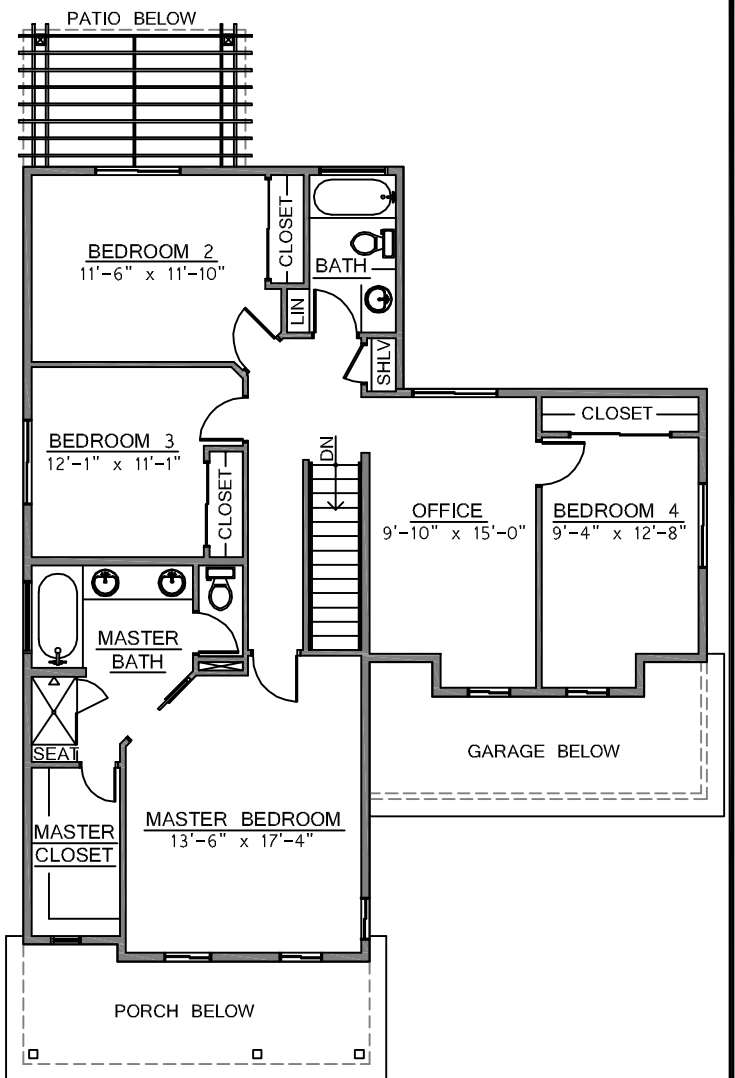 PATIO BELOW
BEDROOM 2
11'-6" x 11'-10"
CLOSET
BATH
LIN
SHLV
BEDROOM 3
12'-1" x 11'-1"
CLOSET
DN
CLOSET
OFFICE
9'-10" x 15'-0"
BEDROOM 4
9'-4" x 12'-8"
MASTER
BATH
SEAT
MASTER
CLOSET
MASTER BEDROOM
13'-6" x 17'-4"
GARAGE BELOW
PORCH BELOW